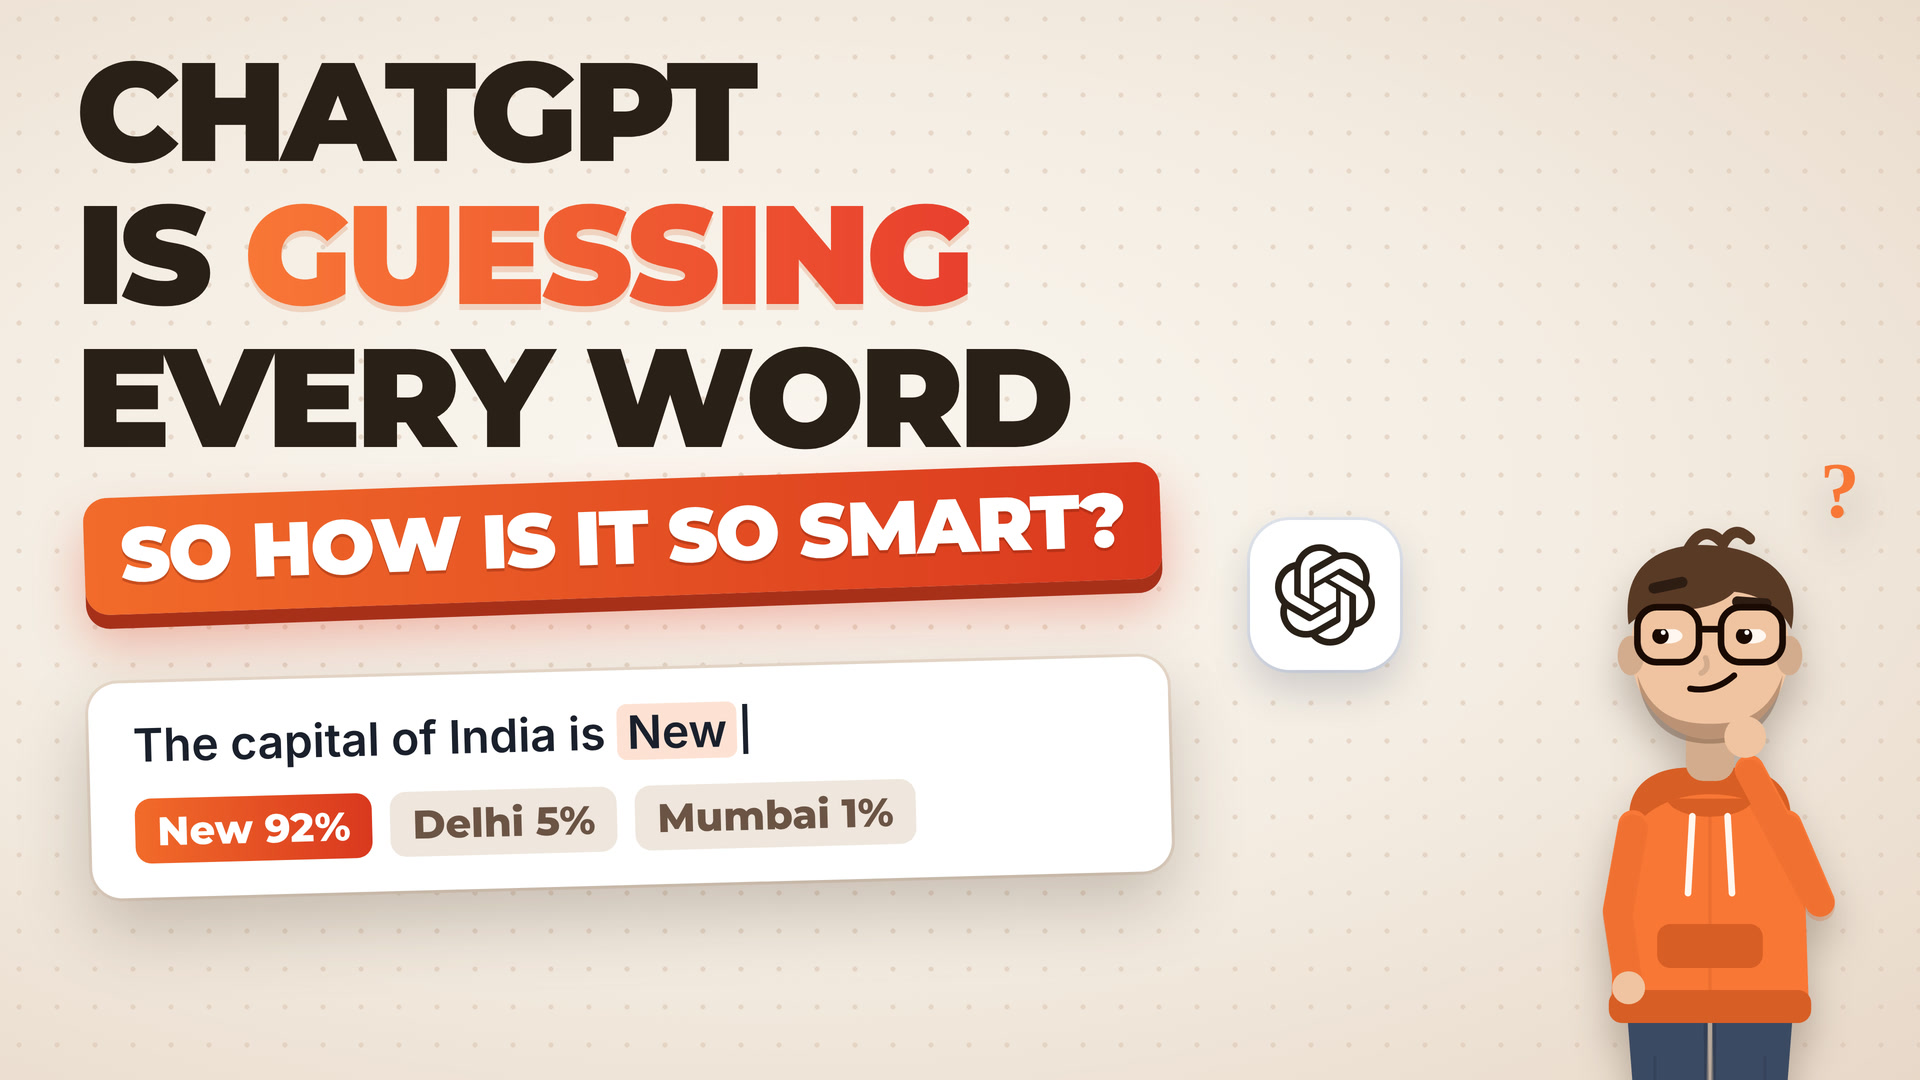 CHATGPT
IS GUESSING
EVERY WORD
SO HOW IS IT SO SMART?
The capital of India is New
New 92% Delhi 5% Mumbai 1%
?